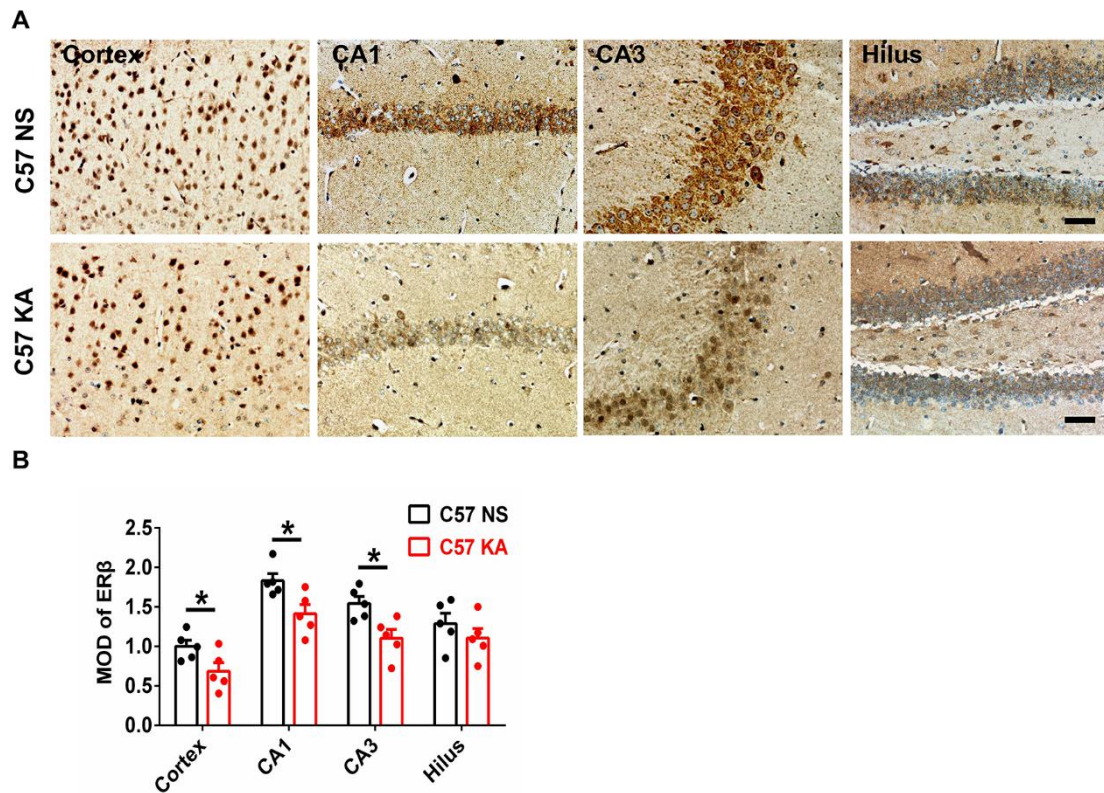 A
Cortex
CA1
CA3
Hilus
C57 NS
C57 KA
B
MOD of ERβ
2.5
2.0
1.5
1.0
0.5
0.0
*
*
*
C57 NS
C57 KA
Cortex
CA1
CA3
Hilus